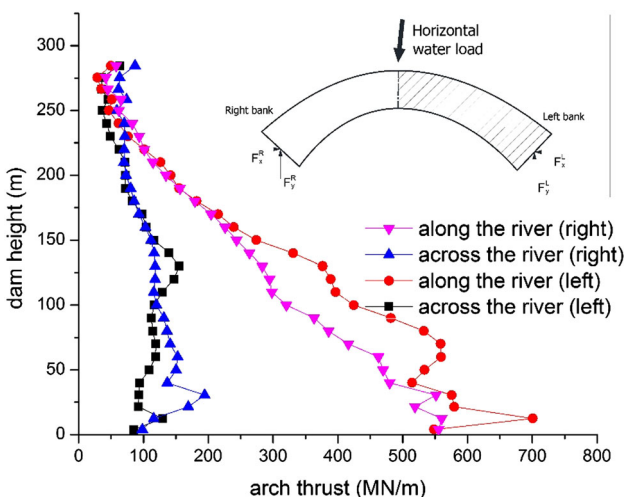 300
250
200
150
100
50
0
dam height (m)
0
100
200
300
400
500
600
700
800
arch thrust (MN/m)
Horizontal
water load
Right bank
Left bank
F_x^R
F_y^R
F_x^L
F_y^L
along the river (right)
across the river (right)
along the river (left)
across the river (left)